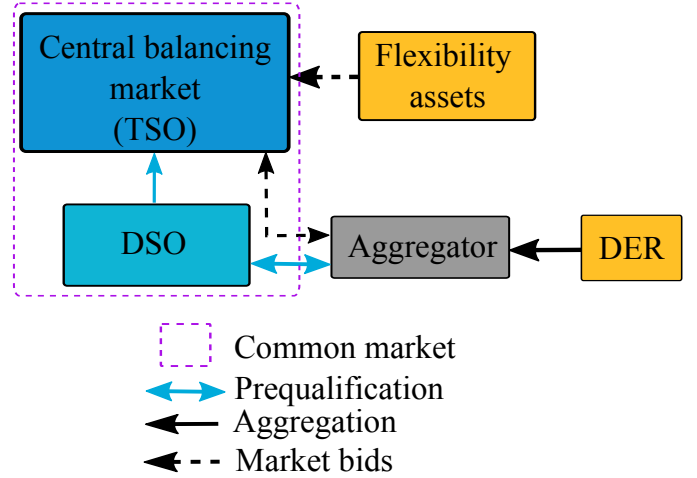 Central balancing
market
(TSO)
Flexibility
assets
DSO
Aggregator
DER
Common market
Prequalification
Aggregation
Market bids